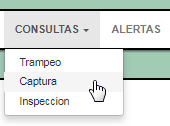 CONSULTAS ALERTAS
Trampeo
Captura
Inspeccion